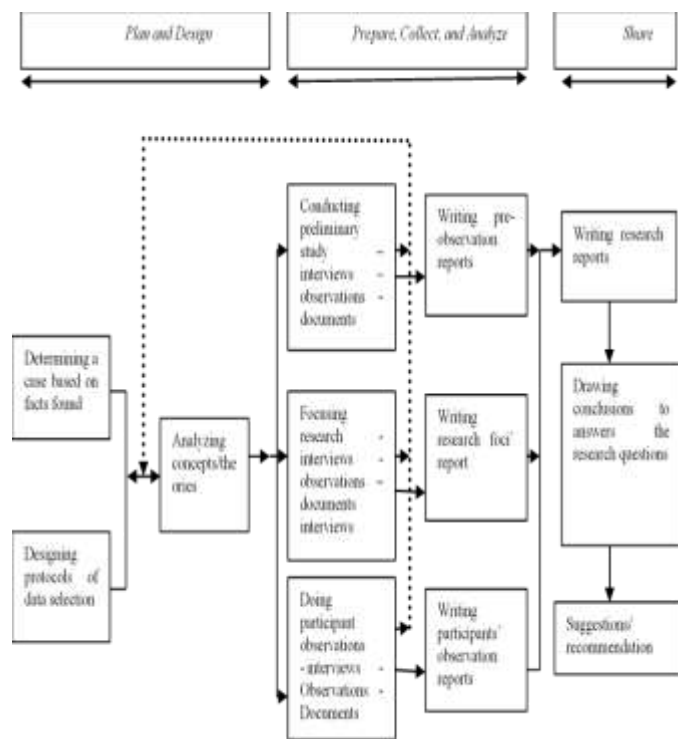 Plan and Design
Prepare, Collect, and Analyze
Share
Conducting
preliminary
study –
interviews –
observations -
documents
Writing pre-
observation
reports
Writing research
reports
Determining a
case based on
facts found
Analyzing
concepts/the
ories
Focusing
research -
interviews -
observations –
documents
interviews
Writing
research foci’
report
Drawing
conclusions to
answers the
research questions
Designing
protocols of
data selection
Doing
participant
observations
- interviews -
Observations -
Documents
Writing
participants’
observation
reports
Suggestions/
recommendation